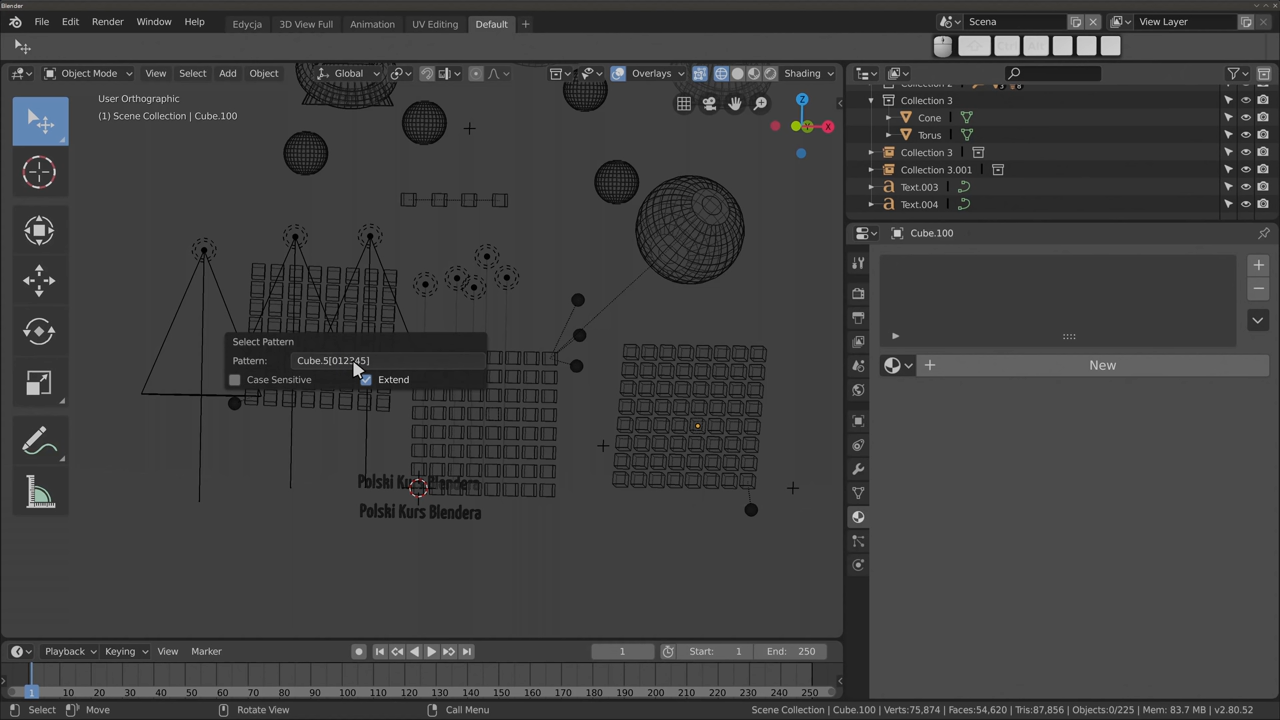 Blender
File Edit Render Window Help
Edycja 3D View Full Animation UV Editing Default +
Scena
View Layer
Ctrl Alt
Object Mode View Select Add Object Global Overlays Shading
User Orthographic
(1) Scene Collection | Cube.100
Z
X
Collection 3
Cone
Torus
Collection 3
Collection 3.001
Text.003
Text.004
Cube.100
New
Select Pattern
Pattern: Cube.5[012345]
Case Sensitive Extend
Polski Kurs Blendera
Polski Kurs Blendera
Playback Keying View Marker
1
Start: 1
End: 250
1 10 20 30 40 50 60 70 80 90 100 110 120 130 140 150 160 170 180 190 200 210 220 230 240 250
Select Move Rotate View Call Menu
Scene Collection | Cube.100 | Verts:75,874 | Faces:54,620 | Tris:87,856 | Objects:0/225 | Mem: 83.7 MB | v2.80.52